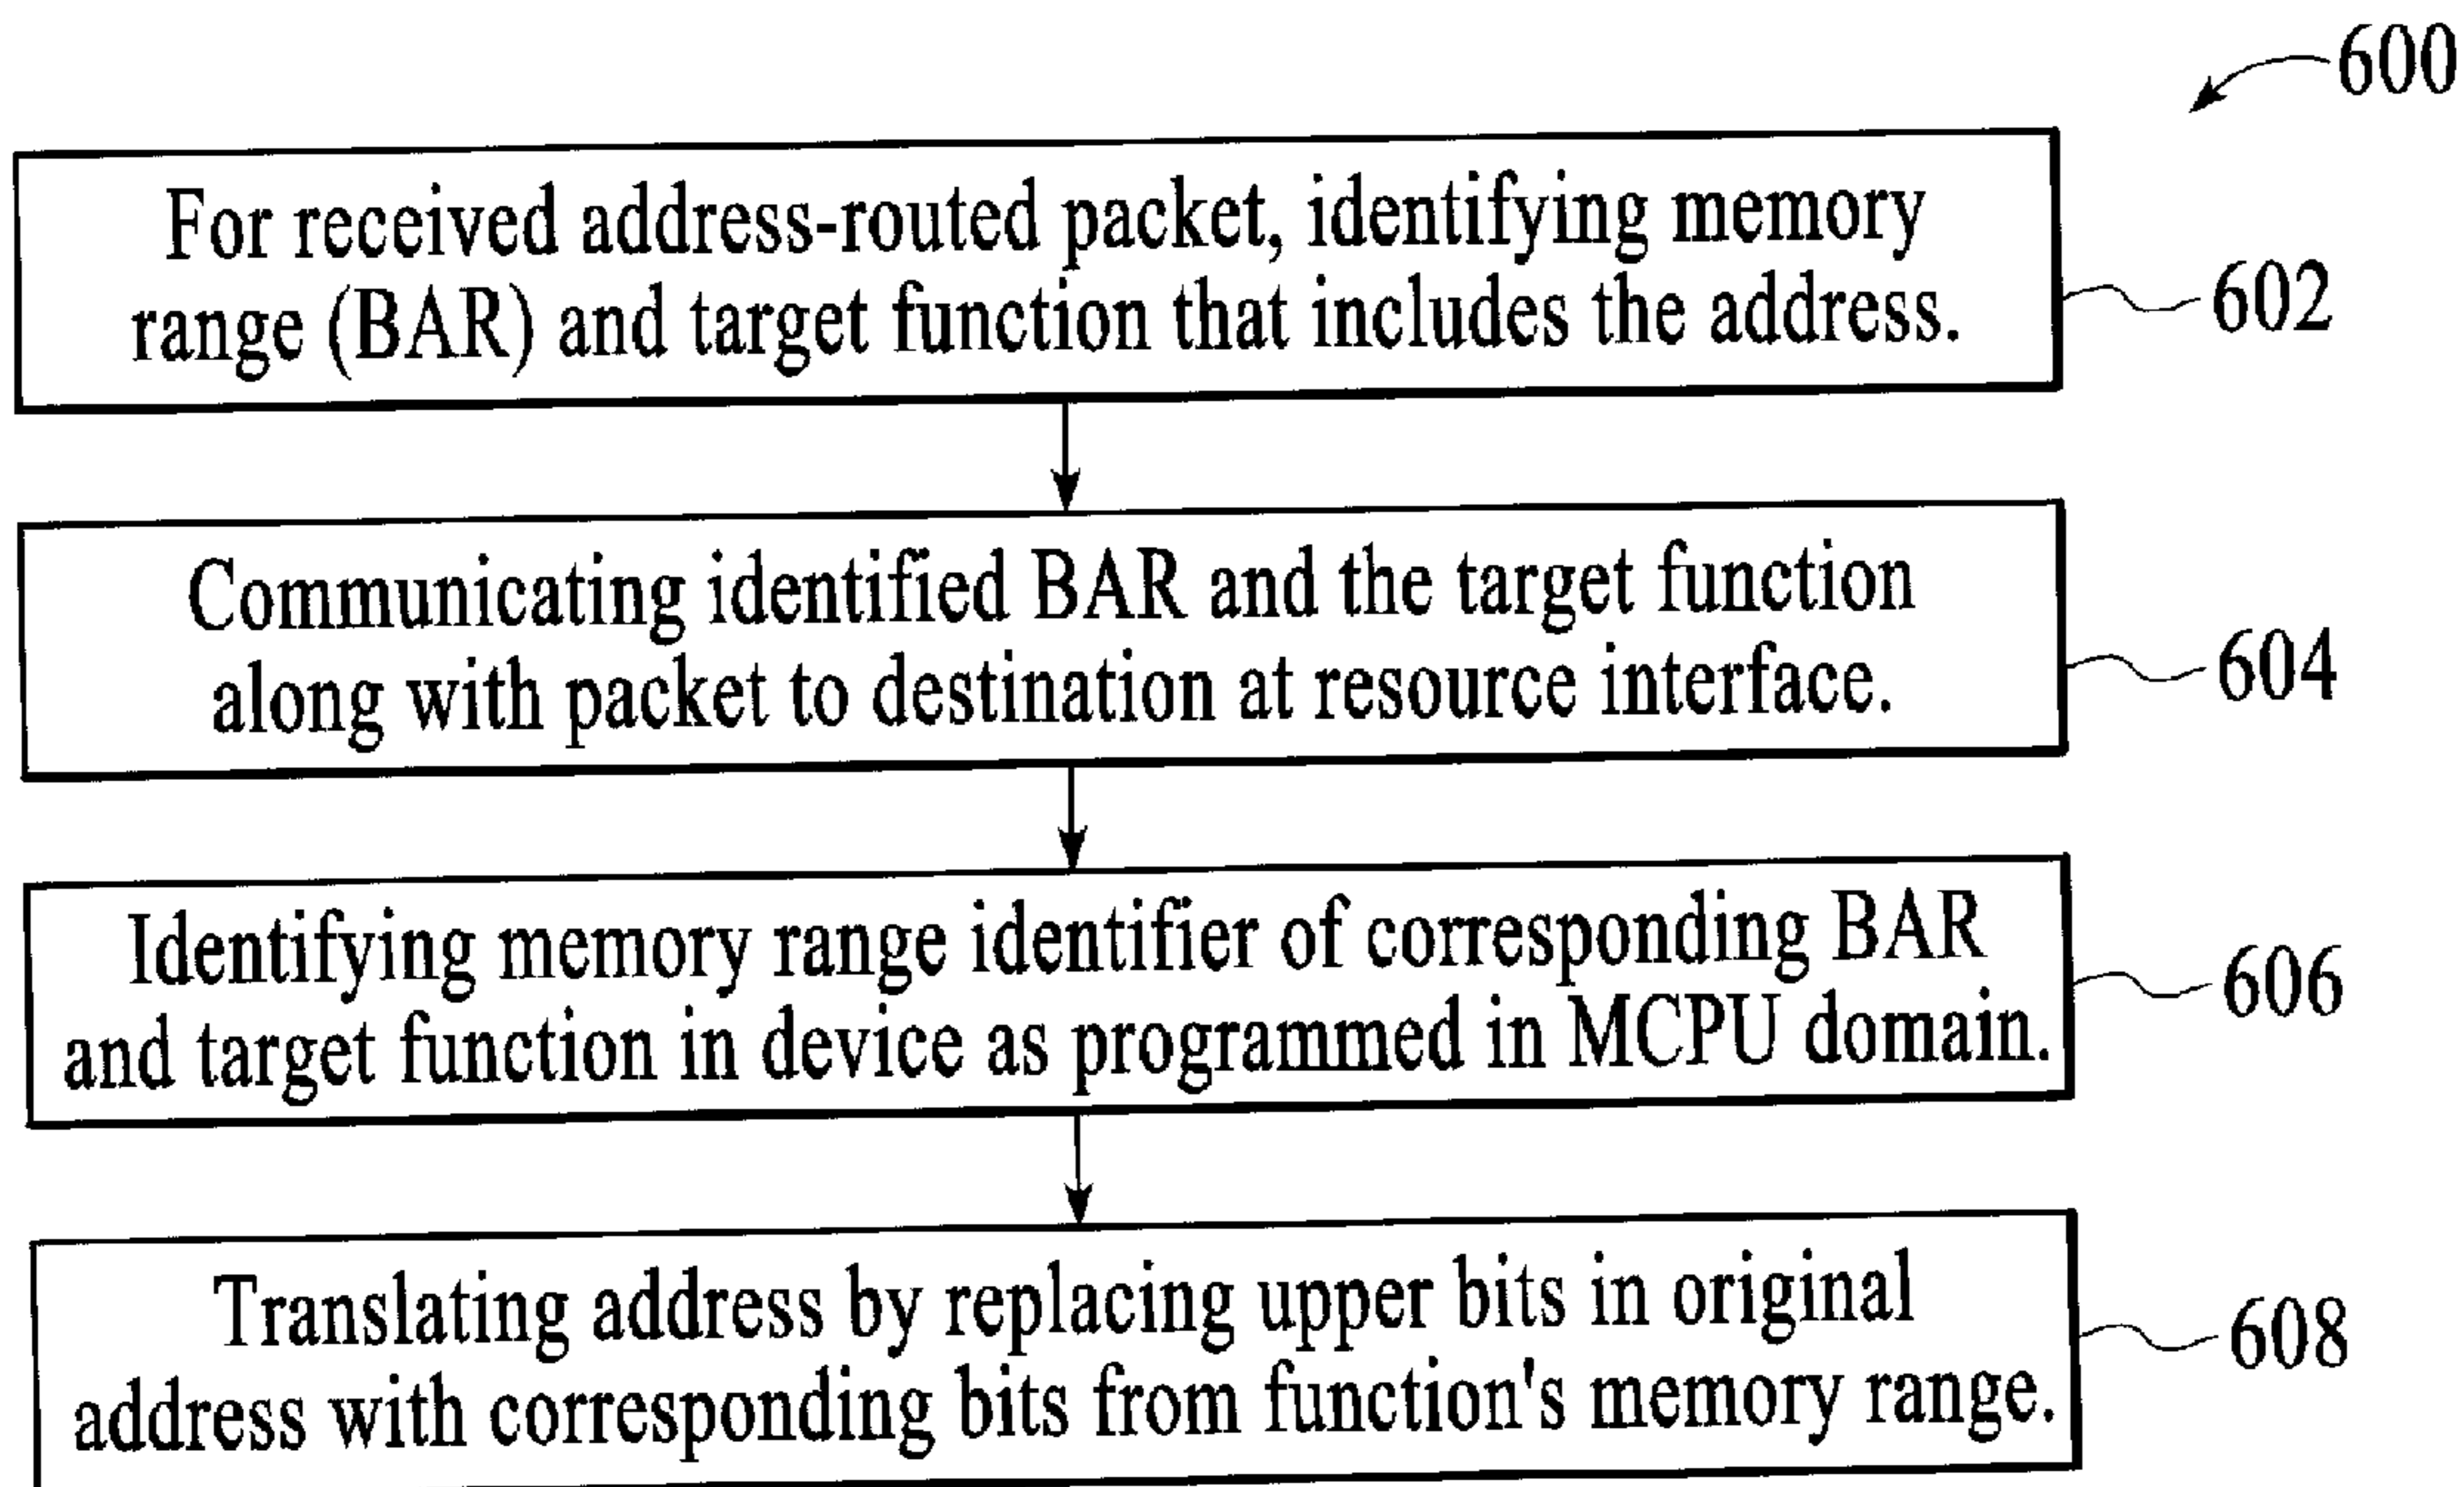 600
For received address-routed packet, identifying memory
range (BAR) and target function that includes the address.
602
Communicating identified BAR and the target function
along with packet to destination at resource interface.
604
Identifying memory range identifier of corresponding BAR
and target function in device as programmed in MCPU domain.
606
Translating address by replacing upper bits in original
address with corresponding bits from function's memory range.
608